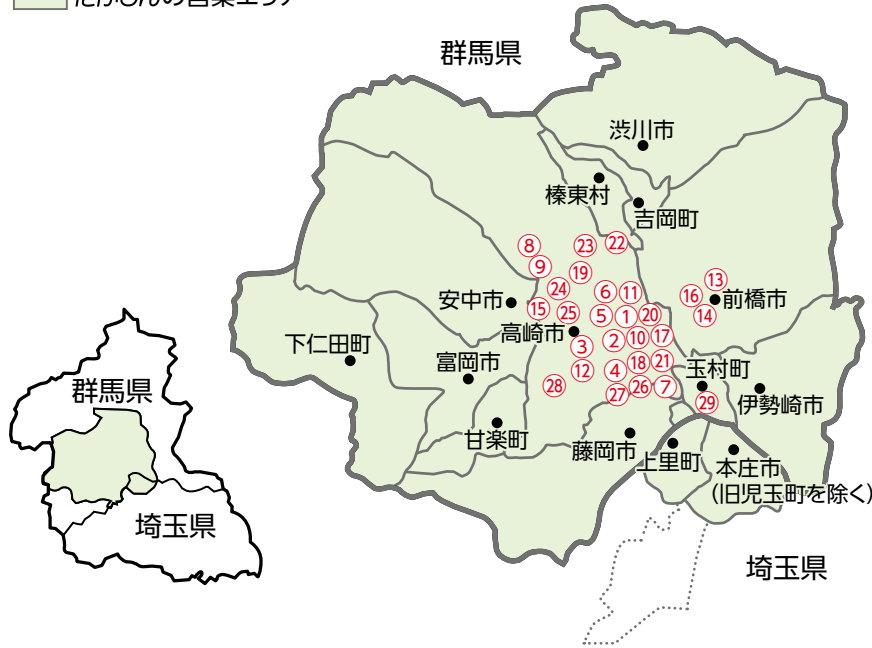 群馬県
渋川市
榛東村
吉岡町
⑧
㉓
㉒
⑨
⑲
⑬
㉔
⑥
⑪
⑯
前橋市
安中市
⑮
㉕
⑤
①
⑳
⑭
高崎市
③
②
⑩
⑰
下仁田町
富岡市
⑫
④
⑱
㉑
玉村町
㉘
㉗
㉖
⑦
㉙
伊勢崎市
甘楽町
藤岡市
上里町
本庄市
(旧児玉町を除く)
埼玉県
群馬県
埼玉県